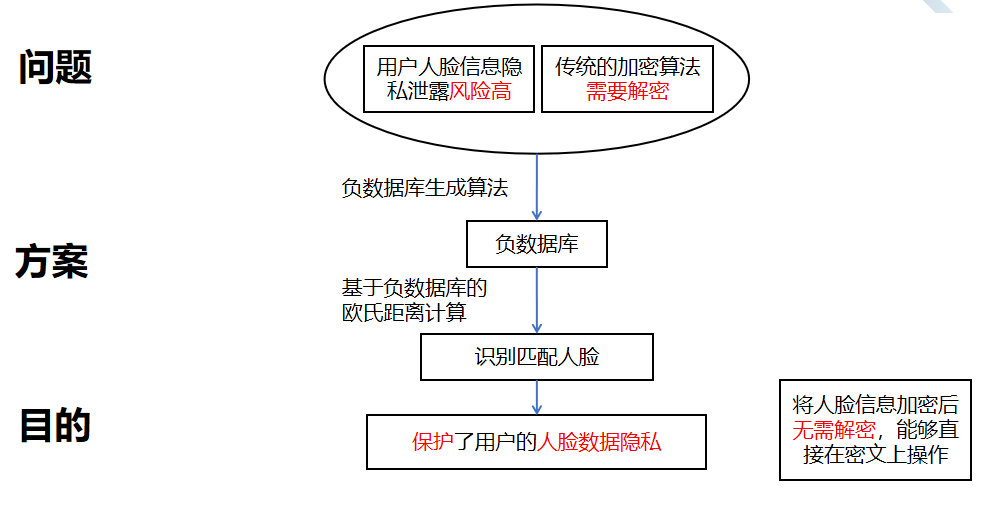 问题
用户人脸信息隐
私泄露风险高
传统的加密算法
需要解密
负数据库生成算法
方案
负数据库
基于负数据库的
欧氏距离计算
识别匹配人脸
目的
保护了用户的人脸数据隐私
将人脸信息加密后
无需解密，能够直
接在密文上操作